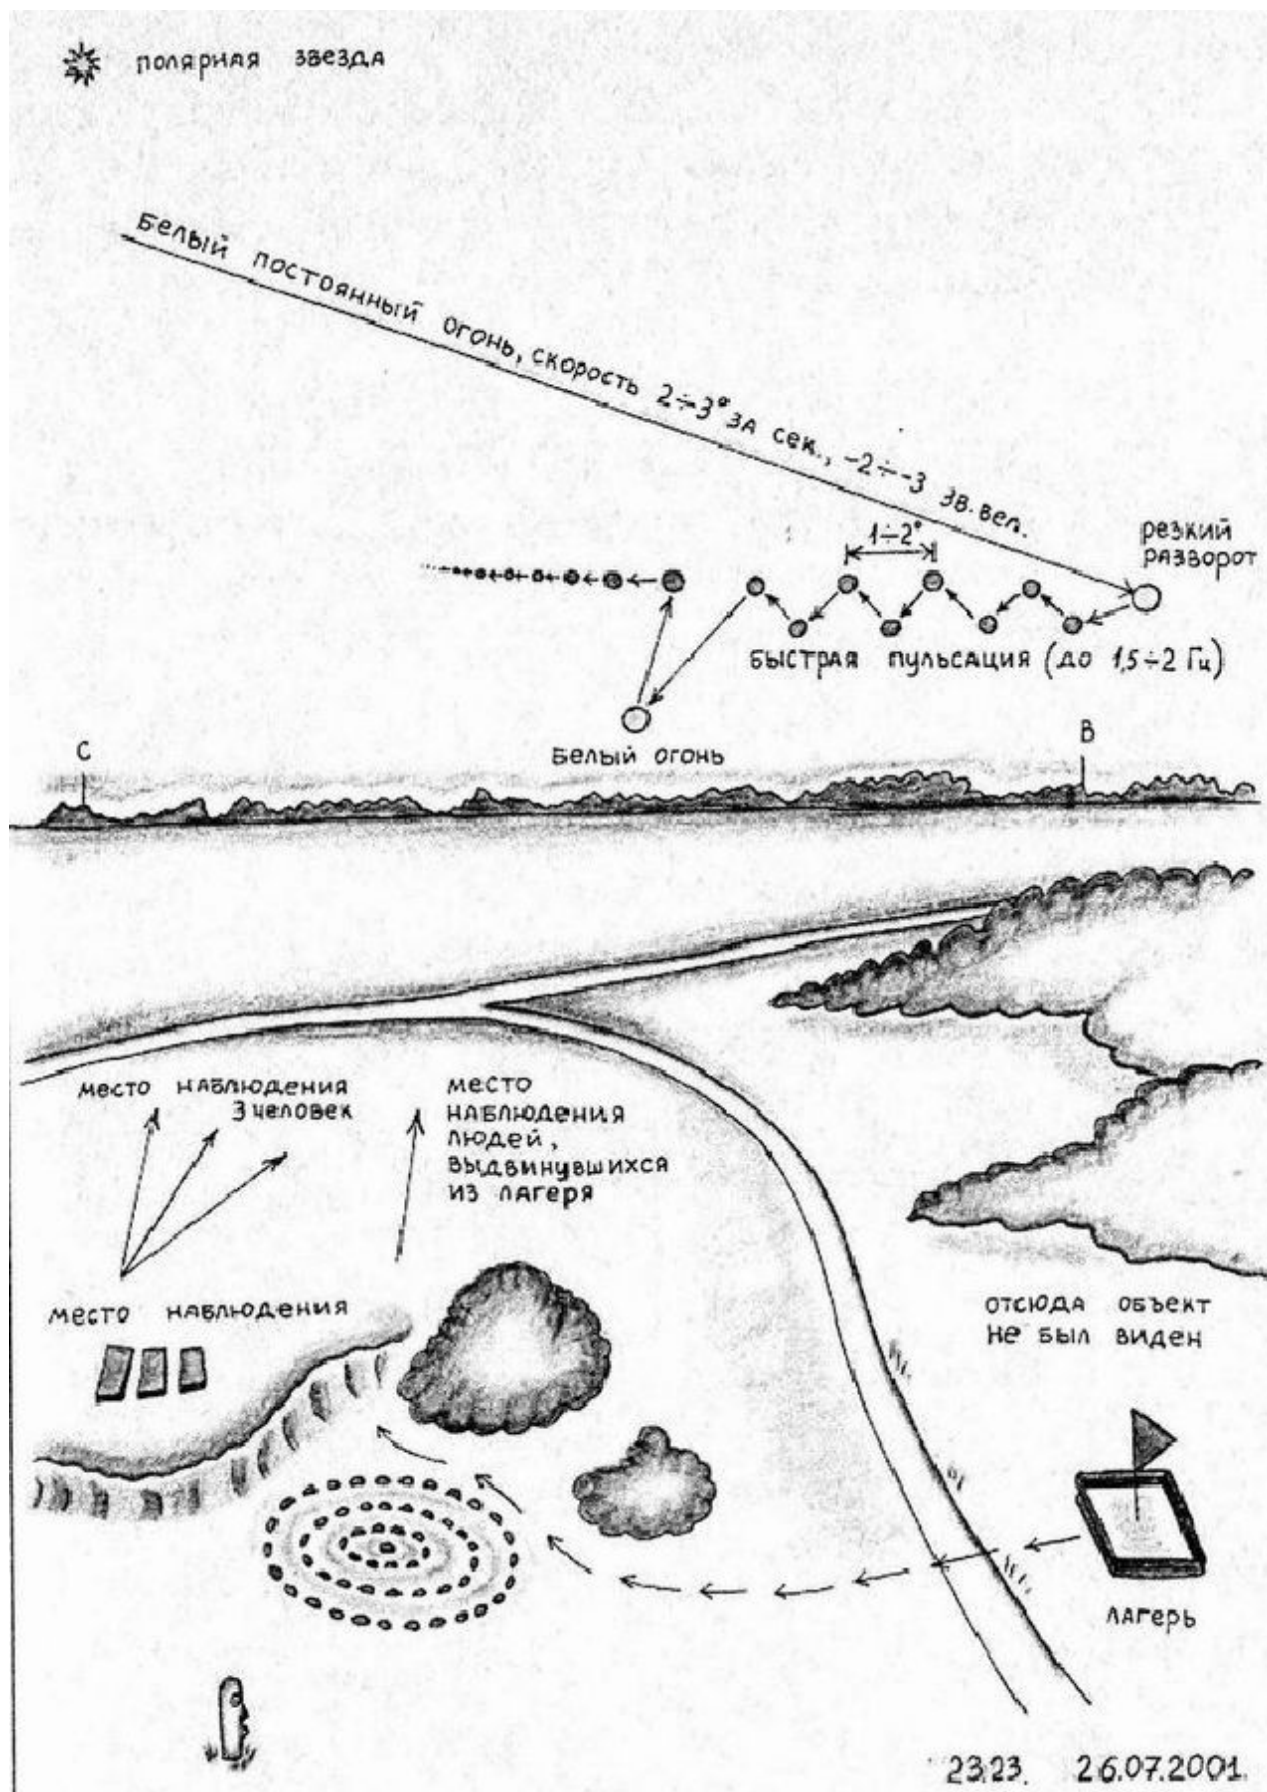 полярная звезда
Белый постоянный огонь, скорость 2÷3° за сек., -2÷-3 зв. вел.
резкий
разворот
1÷2°
быстрая пульсация (до 1,5÷2 Гц)
Белый огонь
С
В
место наблюдения
3 человек
место
наблюдения
людей,
выдвинувшихся
из лагеря
место наблюдения
отсюда объект
не был виден
лагерь
23.23. 26.07.2001.